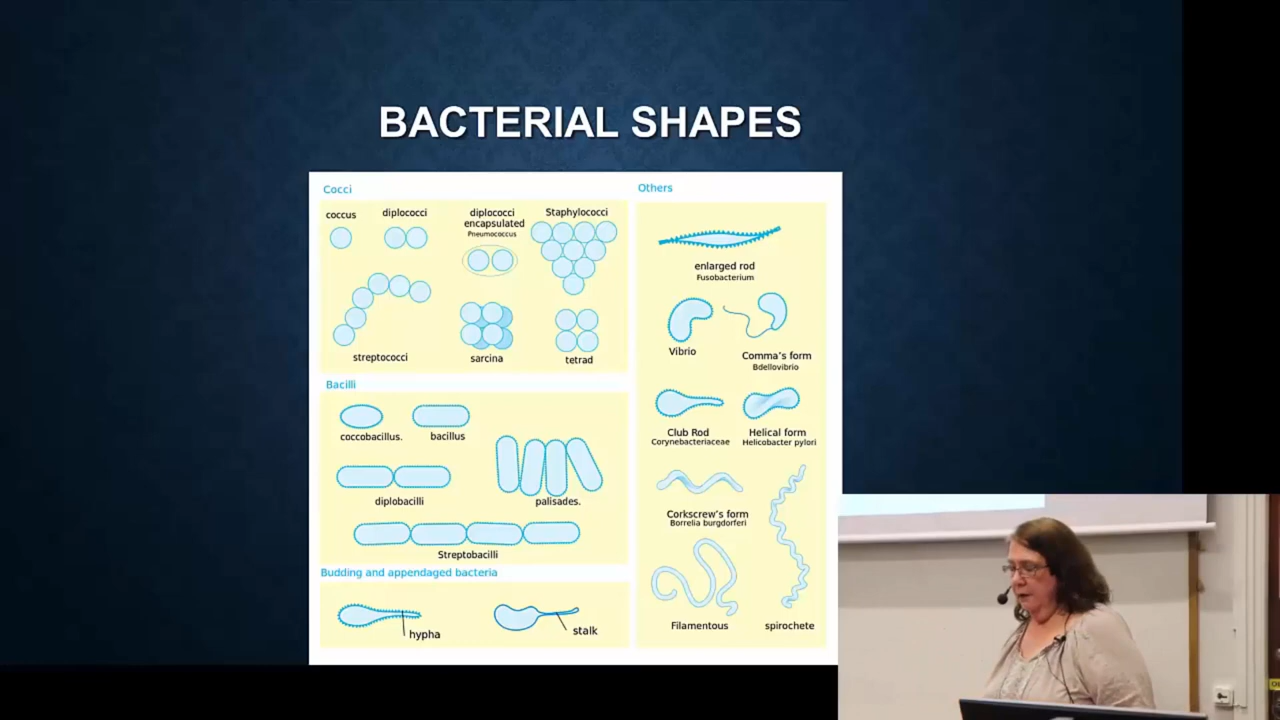 BACTERIAL SHAPES
Cocci
coccus
diplococci
diplococci
encapsulated
Pneumococcus
Staphylococci
streptococci
sarcina
tetrad
Bacilli
coccobacillus.
bacillus
diplobacilli
palisades.
Streptobacilli
Budding and appendaged bacteria
hypha
stalk
Others
enlarged rod
Fusobacterium
Vibrio
Comma's form
Bdellovibrio
Club Rod
Corynebacteriaceae
Helical form
Helicobacter pylori
Corkscrew's form
Borrelia burgdorferi
Filamentous
spirochete